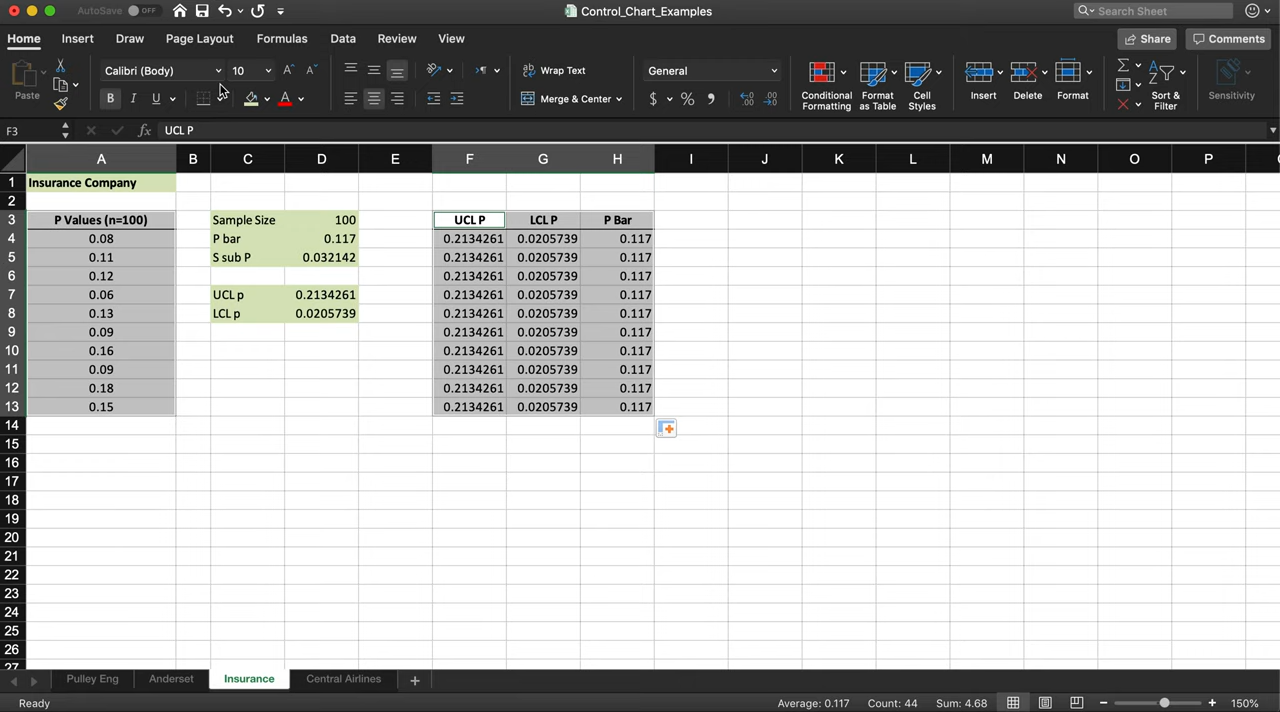 AutoSave OFF Control_Chart_Examples Search Sheet
Home Insert Draw Page Layout Formulas Data Review View Share Comments
Paste Calibri (Body) 10 A A Wrap Text General Conditional Formatting Format as Table Cell Styles Insert Delete Format Sort & Filter Sensitivity
B I U A Merge & Center $ % ,
F3 fx UCL P
A B C D E F G H I J K L M N O P
1 Insurance Company
2
3 P Values (n=100) Sample Size 100 UCL P LCL P P Bar
4 0.08 P bar 0.117 0.2134261 0.0205739 0.117
5 0.11 S sub P 0.032142 0.2134261 0.0205739 0.117
6 0.12 0.2134261 0.0205739 0.117
7 0.06 UCL p 0.2134261 0.2134261 0.0205739 0.117
8 0.13 LCL p 0.0205739 0.2134261 0.0205739 0.117
9 0.09 0.2134261 0.0205739 0.117
10 0.16 0.2134261 0.0205739 0.117
11 0.09 0.2134261 0.0205739 0.117
12 0.18 0.2134261 0.0205739 0.117
13 0.15 0.2134261 0.0205739 0.117
14
15
16
17
18
19
20
21
22
23
24
25
26
27
Pulley Eng Anderset Insurance Central Airlines +
Ready Average: 0.117 Count: 44 Sum: 4.68 150%